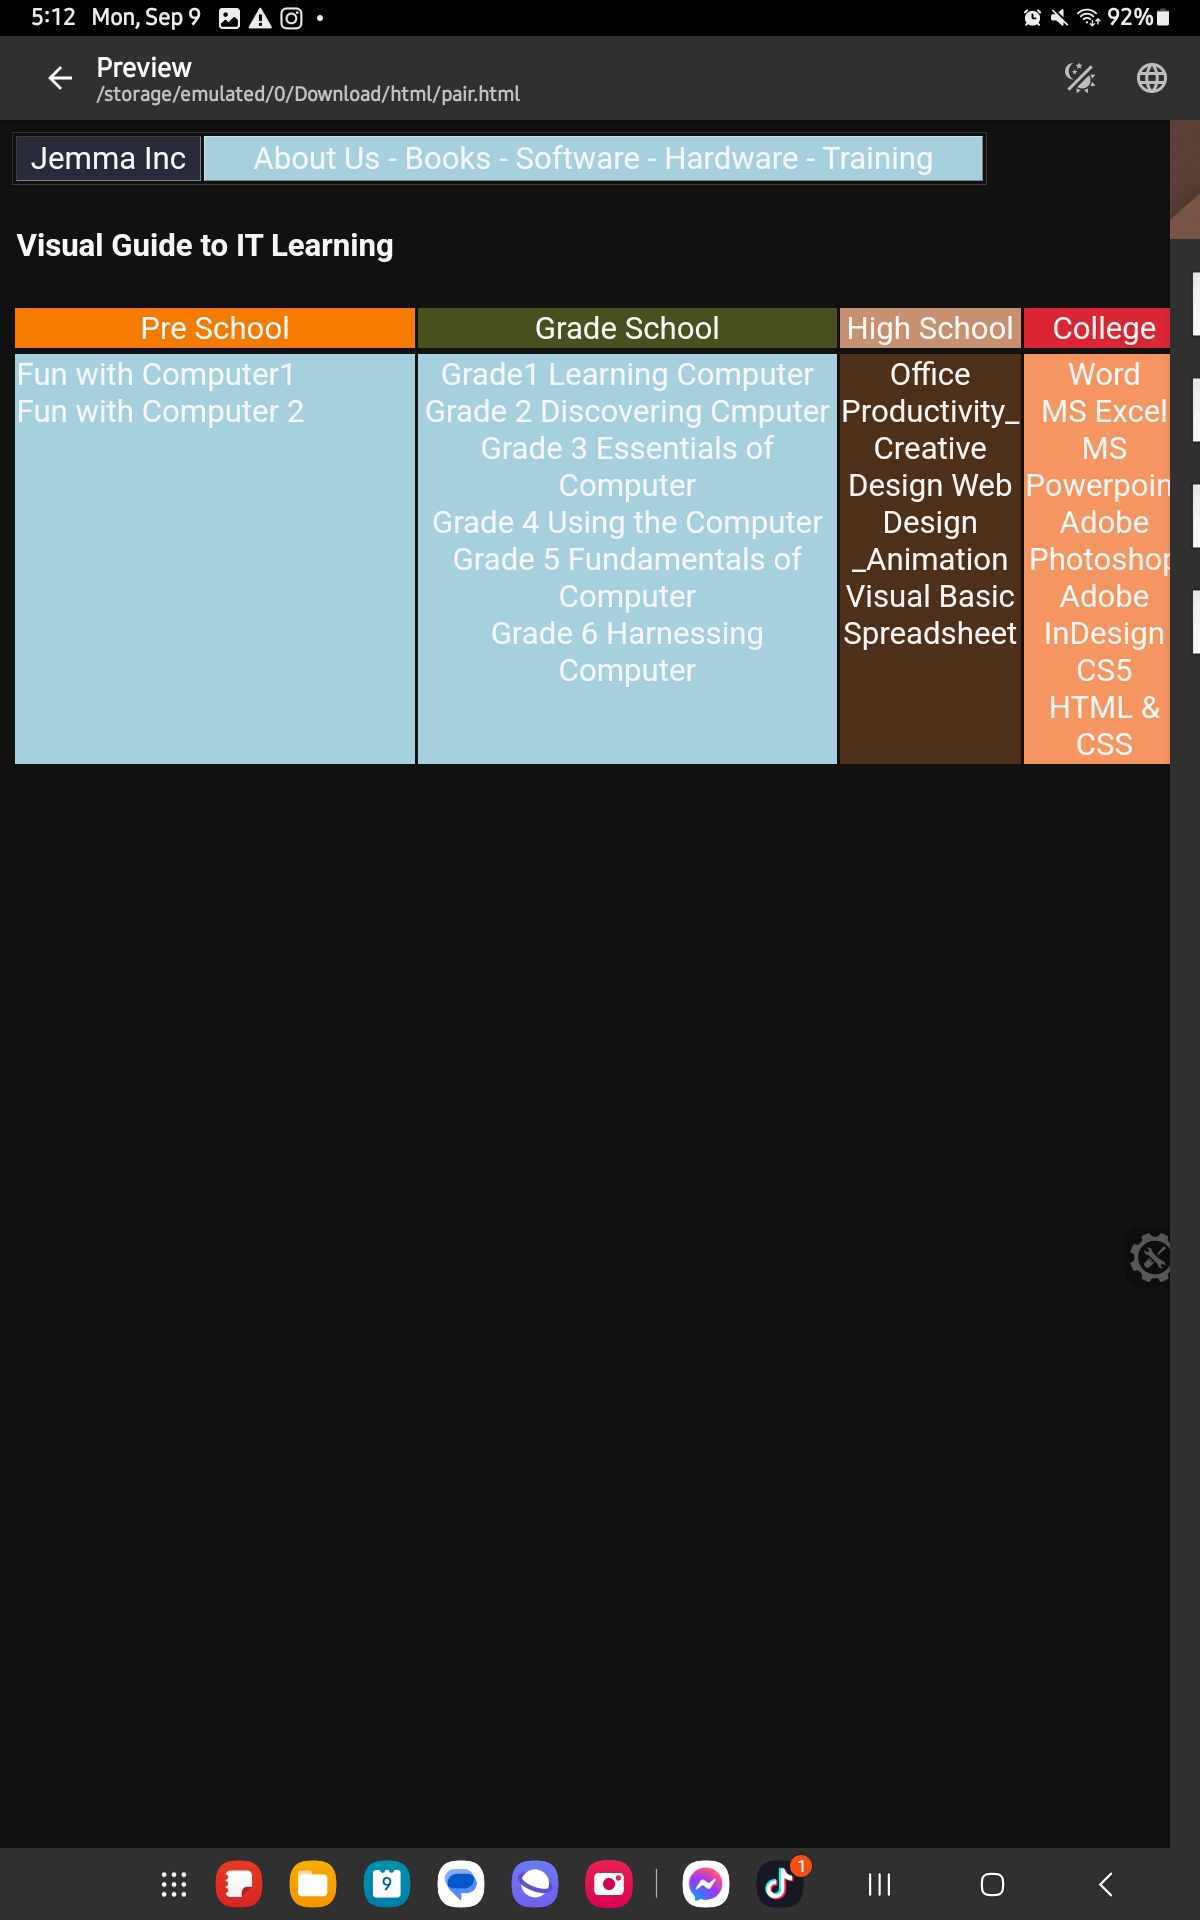 5:12 Mon, Sep 9
92%
Preview
/storage/emulated/0/Download/html/pair.html
Jemma Inc
About Us - Books - Software - Hardware - Training
Visual Guide to IT Learning
Pre School
Grade School
High School
College
Fun with Computer1
Fun with Computer 2
Grade1 Learning Computer
Grade 2 Discovering Cmputer
Grade 3 Essentials of
Computer
Grade 4 Using the Computer
Grade 5 Fundamentals of
Computer
Grade 6 Harnessing
Computer
Office
Productivity_
Creative
Design Web
Design
_Animation
Visual Basic
Spreadsheet
Word
MS Excel
MS
Powerpoin
Adobe
Photoshop
Adobe
InDesign
CS5
HTML &
CSS
9
1